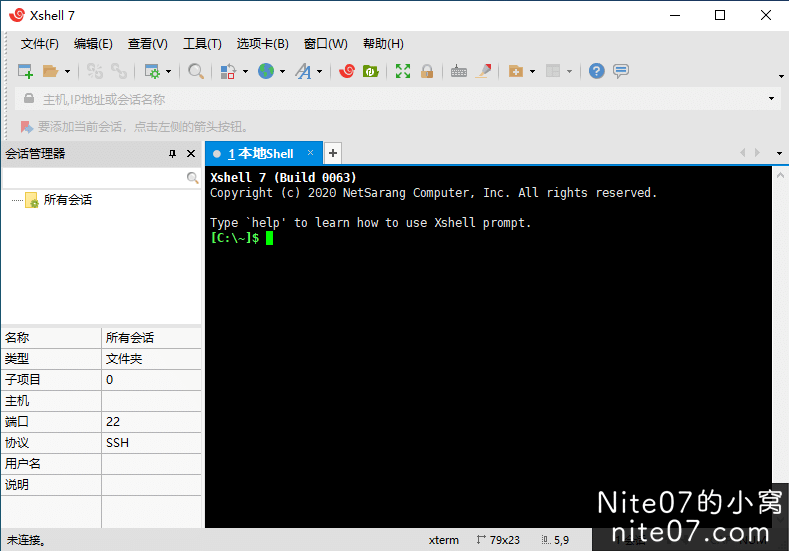 Xshell 7
文件(F) 编辑(E) 查看(V) 工具(T) 选项卡(B) 窗口(W) 帮助(H)
主机,IP地址或会话名称
要添加当前会话，点击左侧的箭头按钮。
会话管理器
1 本地Shell
所有会话
Xshell 7 (Build 0063)
Copyright (c) 2020 NetSarang Computer, Inc. All rights reserved.
Type `help' to learn how to use Xshell prompt.
[C:\~]$
名称 所有会话
类型 文件夹
子项目 0
主机
端口 22
协议 SSH
用户名
说明
Nite07的小窝
nite07.com
未连接。 xterm 79x23 5,9